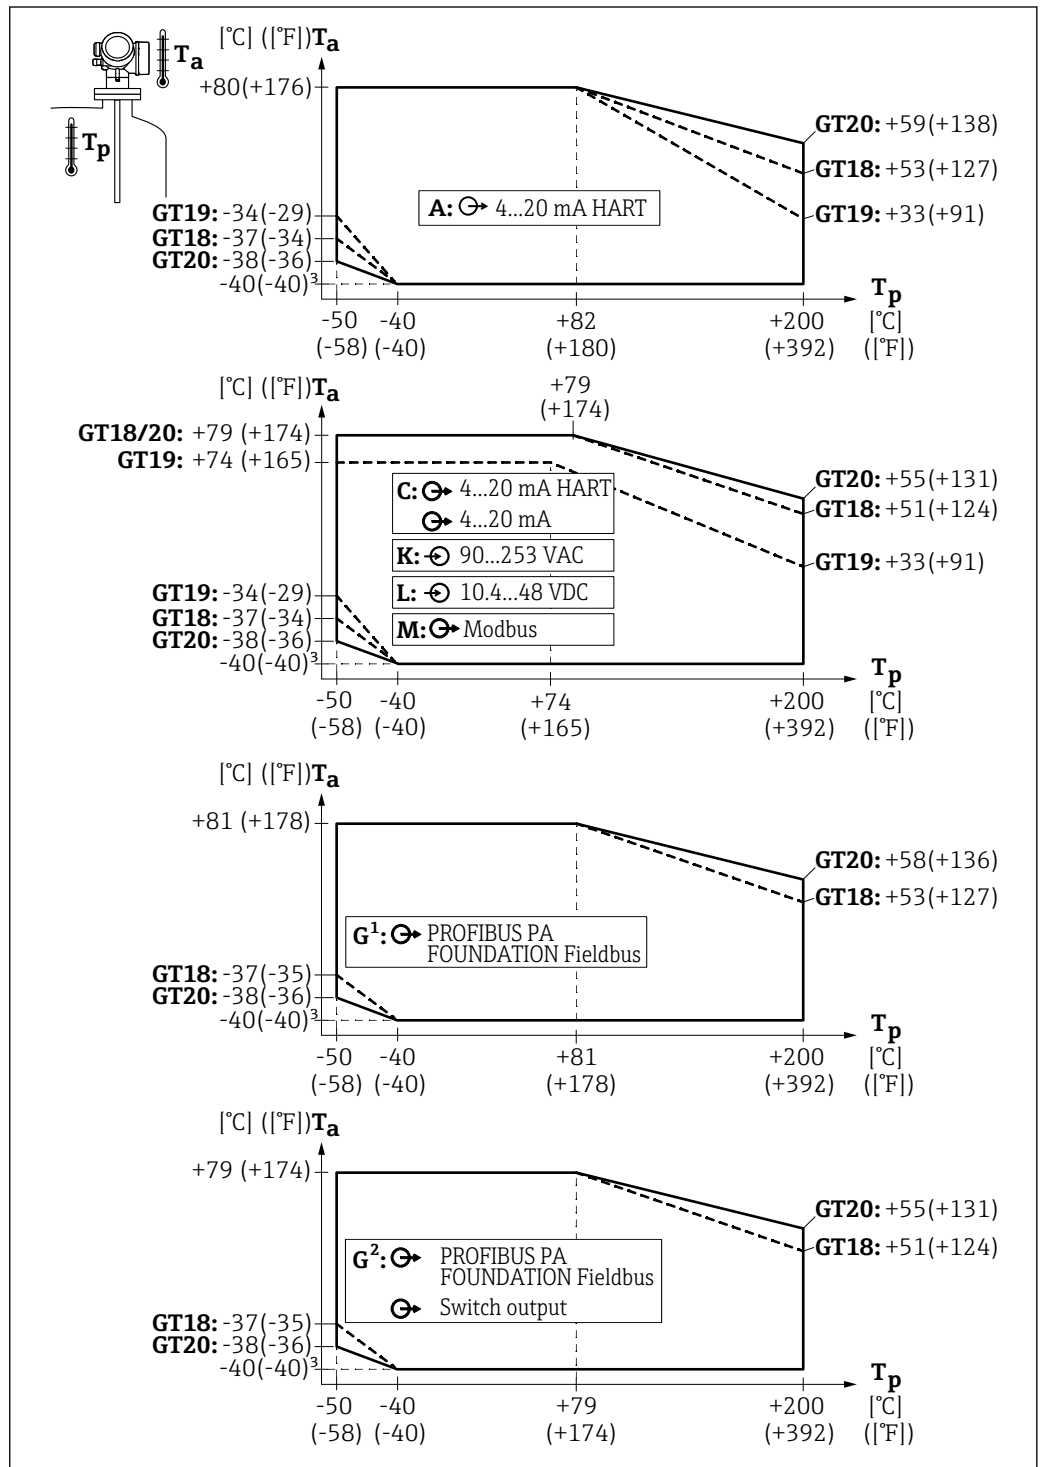 [°C] ([°F]) Ta
Ta
+80(+176)
Tp
GT20: +59(+138)
GT18: +53(+127)
A: 4...20 mA HART
GT19: +33(+91)
GT19: -34(-29)
GT18: -37(-34)
GT20: -38(-36)
-40(-40)³
Tp
-50 -40 +82 +200 [°C]
(-58) (-40) (+180) (+392) ([°F])
[°C] ([°F]) Ta
+79
(+174)
GT18/20: +79 (+174)
GT19: +74 (+165)
GT20: +55(+131)
C: 4...20 mA HART
GT18: +51(+124)
4...20 mA
K: 90...253 VAC
GT19: +33(+91)
L: 10.4...48 VDC
GT19: -34(-29)
GT18: -37(-34)
M: Modbus
GT20: -38(-36)
-40(-40)³
Tp
-50 -40 +74 +200 [°C]
(-58) (-40) (+165) (+392) ([°F])
[°C] ([°F]) Ta
+81 (+178)
GT20: +58(+136)
GT18: +53(+127)
G¹: PROFIBUS PA
FOUNDATION Fieldbus
GT18: -37(-35)
GT20: -38(-36)
-40(-40)³
Tp
-50 -40 +81 +200 [°C]
(-58) (-40) (+178) (+392) ([°F])
[°C] ([°F]) Ta
+79 (+174)
GT20: +55(+131)
GT18: +51(+124)
G²: PROFIBUS PA
FOUNDATION Fieldbus
Switch output
GT18: -37(-35)
GT20: -38(-36)
-40(-40)³
Tp
-50 -40 +79 +200 [°C]
(-58) (-40) (+174) (+392) ([°F])